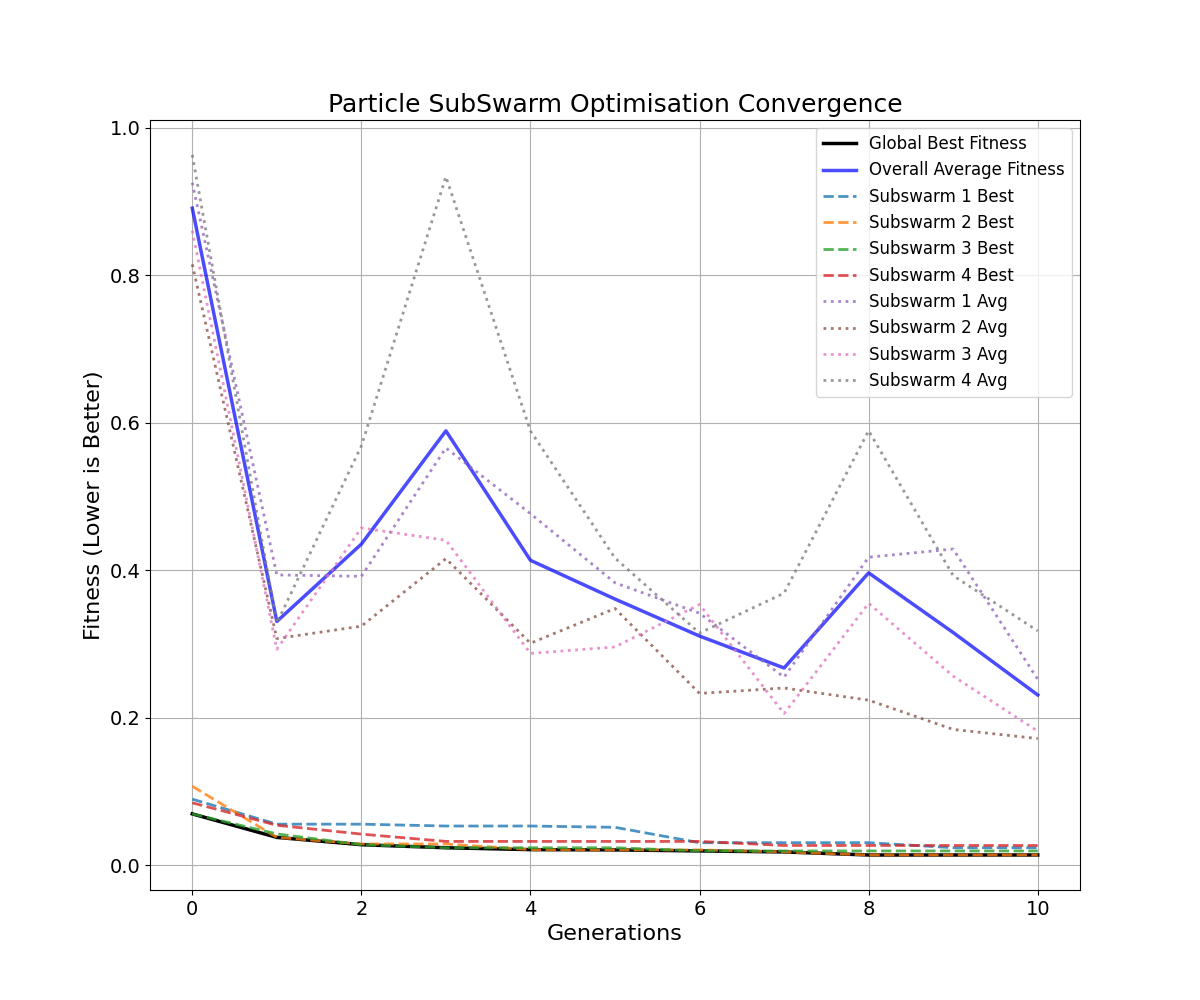 Particle SubSwarm Optimisation Convergence
Fitness (Lower is Better)
1.0
0.8
0.6
0.4
0.2
0.0
Global Best Fitness
Overall Average Fitness
Subswarm 1 Best
Subswarm 2 Best
Subswarm 3 Best
Subswarm 4 Best
Subswarm 1 Avg
Subswarm 2 Avg
Subswarm 3 Avg
Subswarm 4 Avg
0 2 4 6 8 10
Generations